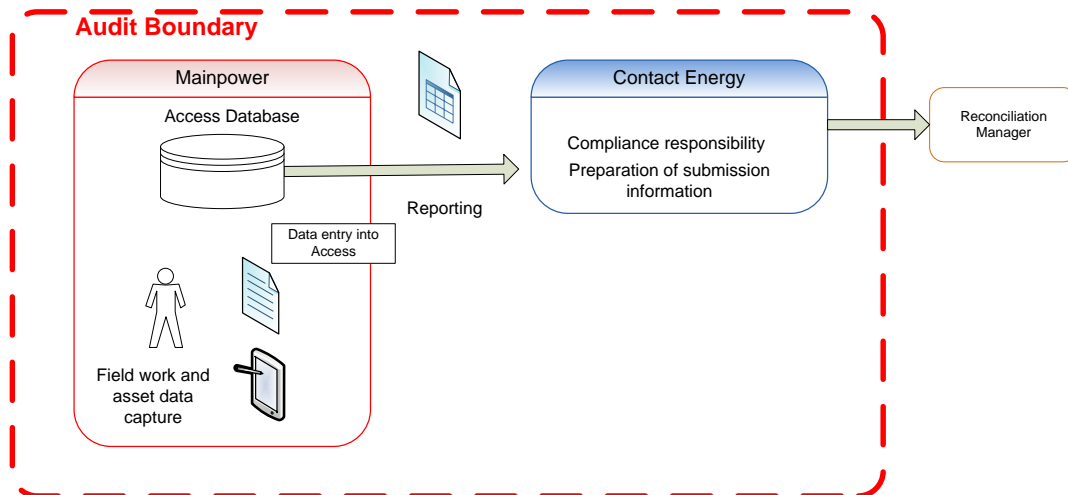 Audit Boundary
Mainpower
Access Database
Data entry into
Access
Field work and
asset data
capture
Reporting
Contact Energy
Compliance responsibility
Preparation of submission
information
Reconciliation
Manager